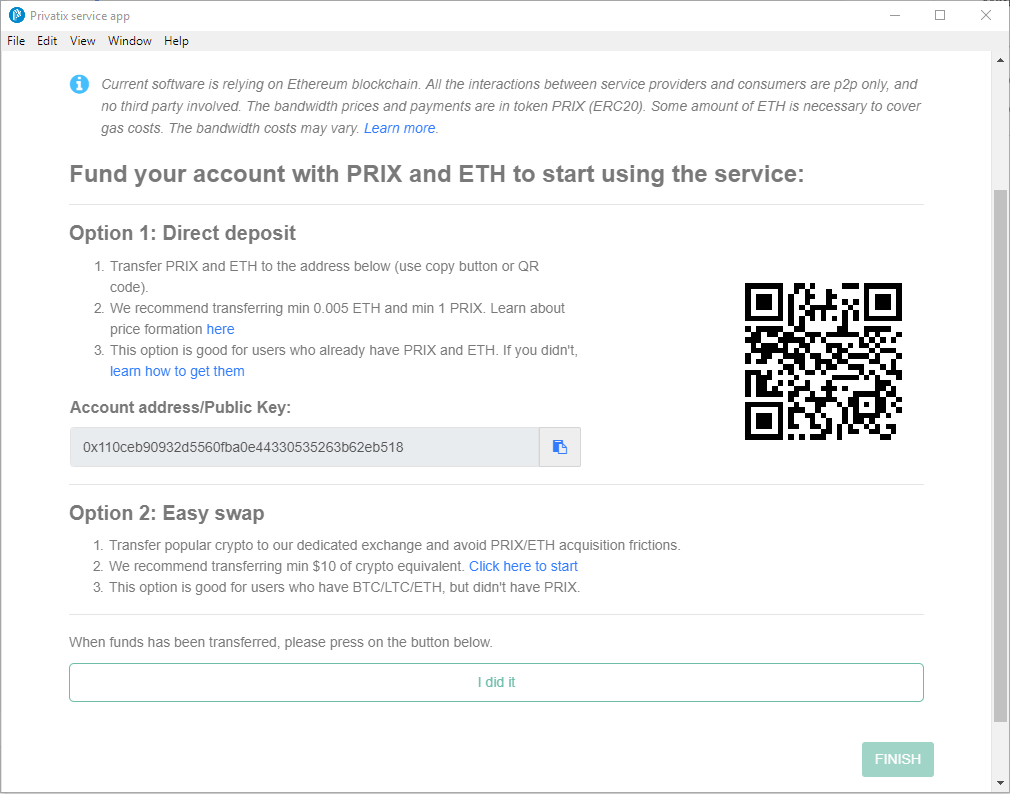 Privatix service app
File Edit View Window Help
Current software is relying on Ethereum blockchain. All the interactions between service providers and consumers are p2p only, and
no third party involved. The bandwidth prices and payments are in token PRIX (ERC20). Some amount of ETH is necessary to cover
gas costs. The bandwidth costs may vary. Learn more.
Fund your account with PRIX and ETH to start using the service:
Option 1: Direct deposit
1. Transfer PRIX and ETH to the address below (use copy button or QR
code).
2. We recommend transferring min 0.005 ETH and min 1 PRIX. Learn about
price formation here
3. This option is good for users who already have PRIX and ETH. If you didn't,
learn how to get them
Account address/Public Key:
0x110ceb90932d5560fba0e44330535263b62eb518
Option 2: Easy swap
1. Transfer popular crypto to our dedicated exchange and avoid PRIX/ETH acquisition frictions.
2. We recommend transferring min $10 of crypto equivalent. Click here to start
3. This option is good for users who have BTC/LTC/ETH, but didn't have PRIX.
When funds has been transferred, please press on the button below.
I did it
FINISH